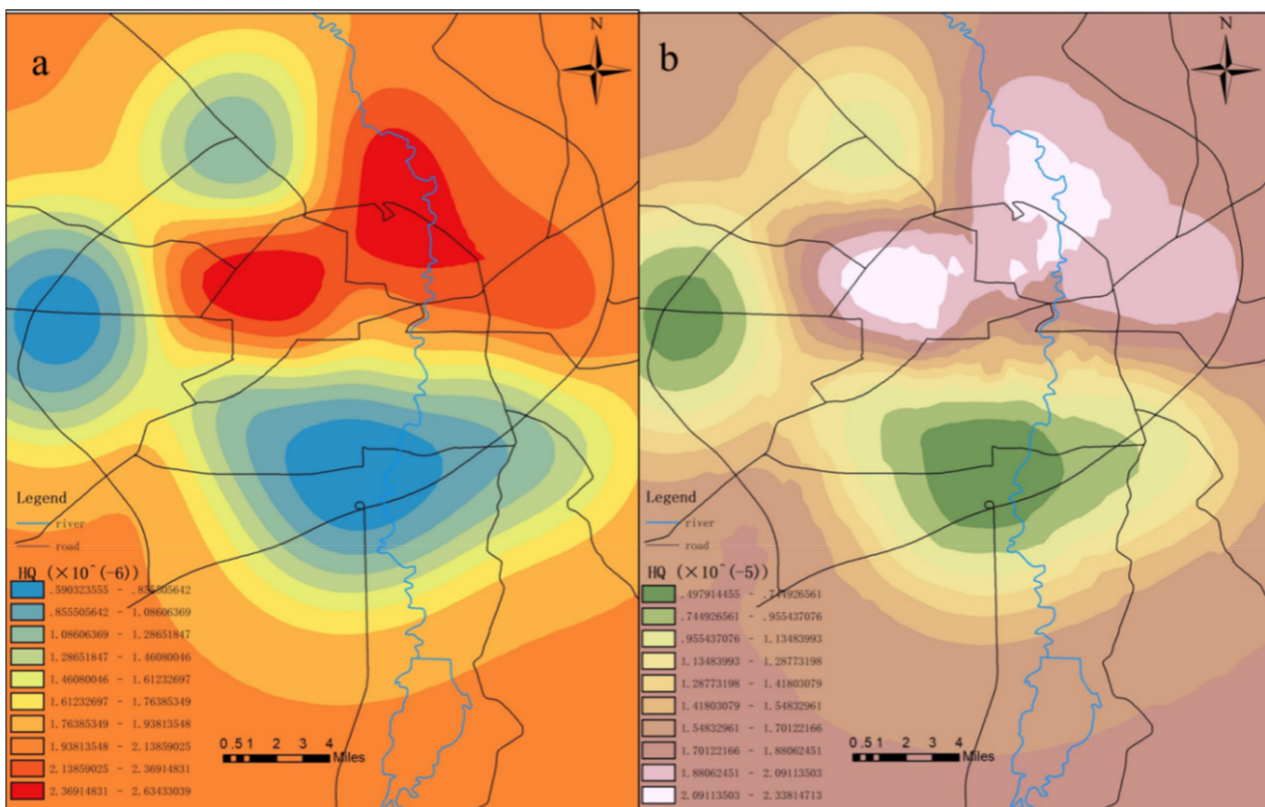 a
N
Legend
river
road
HQ (×10^(-6))
.590323555 - .855505642
.855505642 - 1.08606369
1.08606369 - 1.28651847
1.28651847 - 1.46080046
1.46080046 - 1.61232697
1.61232697 - 1.76385349
1.76385349 - 1.93813548
1.93813548 - 2.13859025
2.13859025 - 2.36914831
2.36914831 - 2.63433039
0 .5 1 2 3 4
Miles
b
N
Legend
river
road
HQ (×10^(-5))
.497914455 - .744926561
.744926561 - .955437076
.955437076 - 1.13483993
1.13483993 - 1.28773198
1.28773198 - 1.41803079
1.41803079 - 1.54832961
1.54832961 - 1.70122166
1.70122166 - 1.88062451
1.88062451 - 2.09113503
2.09113503 - 2.33814713
0 .5 1 2 3 4
Miles